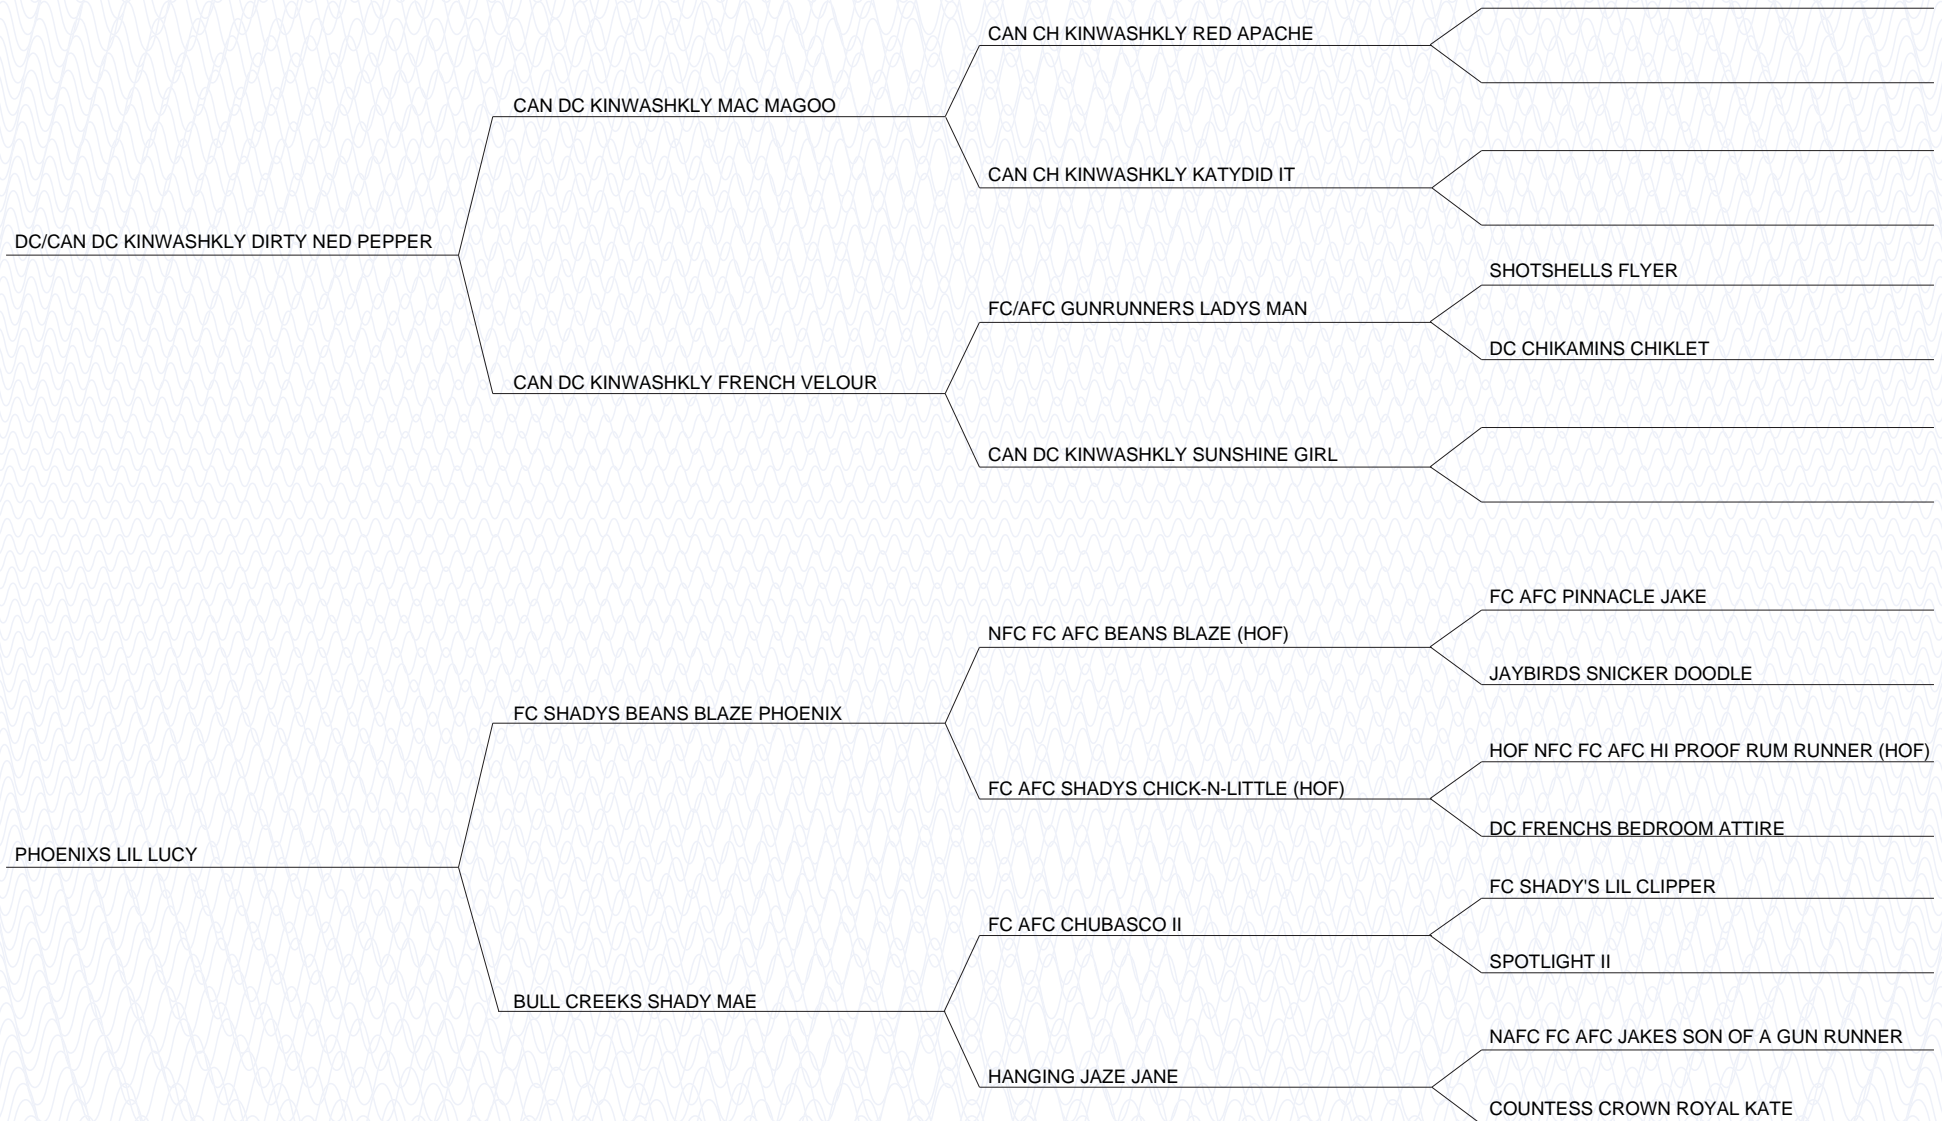 CAN CH KINWASHKLY RED APACHE
CAN DC KINWASHKLY MAC MAGOO
CAN CH KINWASHKLY KATYDID IT
DC/CAN DC KINWASHKLY DIRTY NED PEPPER
SHOTSHELLS FLYER
FC/AFC GUNRUNNERS LADYS MAN
DC CHIKAMINS CHIKLET
CAN DC KINWASHKLY FRENCH VELOUR
CAN DC KINWASHKLY SUNSHINE GIRL
FC AFC PINNACLE JAKE
NFC FC AFC BEANS BLAZE (HOF)
JAYBIRDS SNICKER DOODLE
FC SHADYS BEANS BLAZE PHOENIX
HOF NFC FC AFC HI PROOF RUM RUNNER (HOF)
FC AFC SHADYS CHICK-N-LITTLE (HOF)
DC FRENCHS BEDROOM ATTIRE
PHOENIXS LIL LUCY
FC SHADY'S LIL CLIPPER
FC AFC CHUBASCO II
SPOTLIGHT II
BULL CREEKS SHADY MAE
NAFC FC AFC JAKES SON OF A GUN RUNNER
HANGING JAZE JANE
COUNTESS CROWN ROYAL KATE